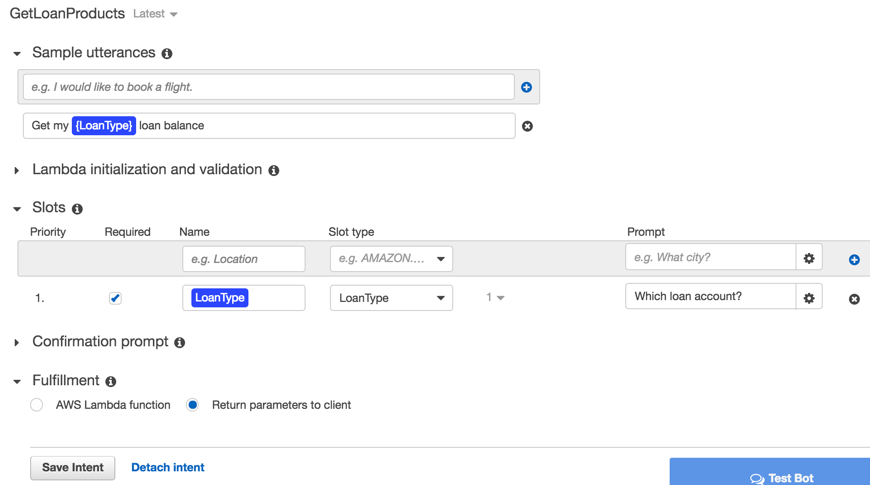 GetLoanProducts Latest
Sample utterances
e.g. I would like to book a flight.
Get my {LoanType} loan balance
Lambda initialization and validation
Slots
Priority Required Name Slot type Prompt
e.g. Location e.g. AMAZON.... e.g. What city?
1. LoanType LoanType 1 Which loan account?
Confirmation prompt
Fulfillment
AWS Lambda function Return parameters to client
Save Intent Detach intent
Test Bot